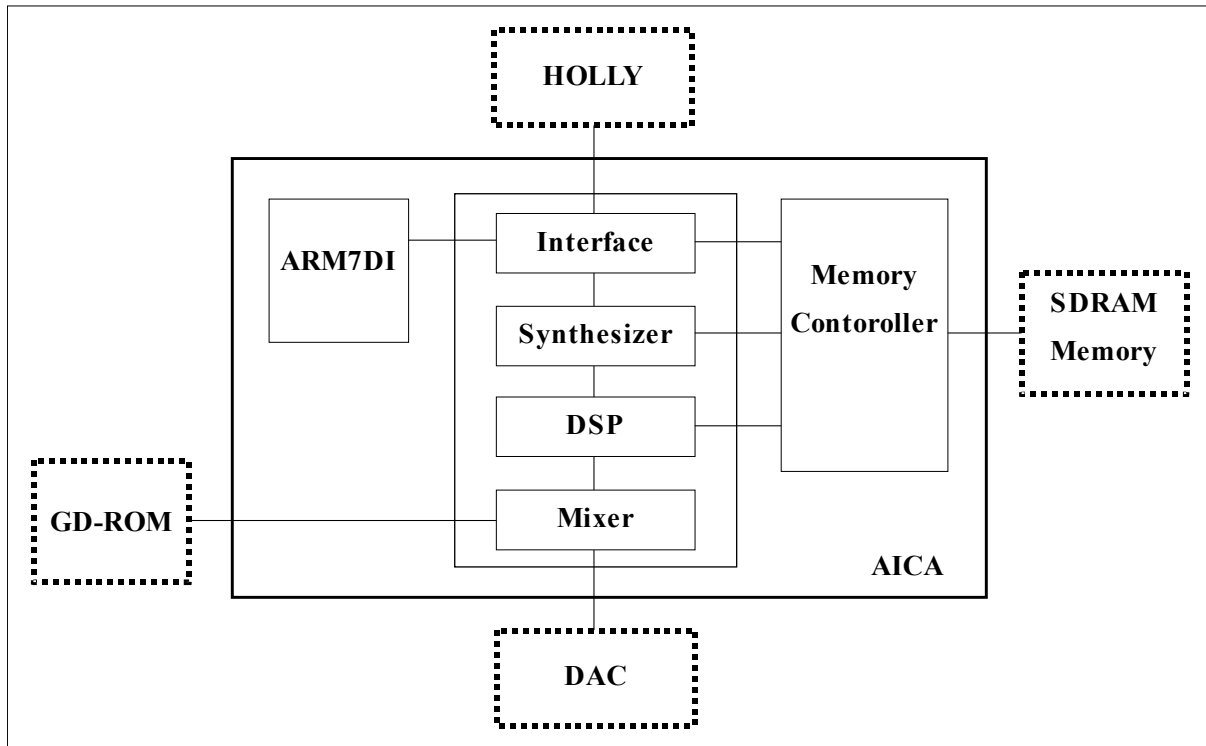 HOLLY
ARM7DI
Interface
Memory
Contoroller
Synthesizer
SDRAM
Memory
DSP
GD-ROM
Mixer
AICA
DAC